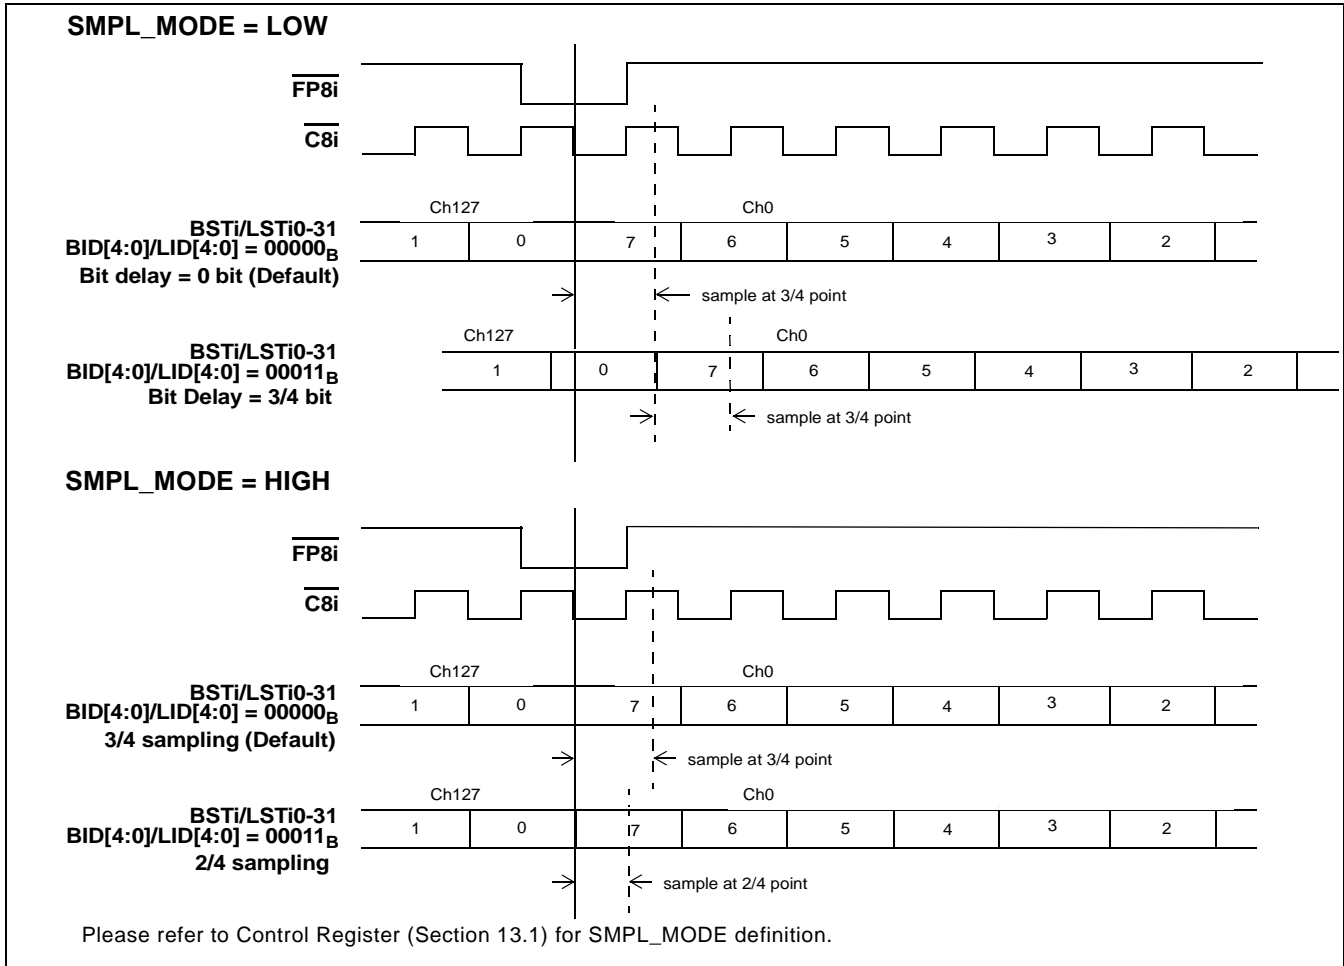 SMPL_MODE = LOW
FP8i
C8i
Ch127 Ch0
BSTi/LSTi0-31
BID[4:0]/LID[4:0] = 00000B
Bit delay = 0 bit (Default)
1 0 7 6 5 4 3 2
sample at 3/4 point
Ch127 Ch0
BSTi/LSTi0-31
BID[4:0]/LID[4:0] = 00011B
Bit Delay = 3/4 bit
1 0 7 6 5 4 3 2
sample at 3/4 point
SMPL_MODE = HIGH
FP8i
C8i
Ch127 Ch0
BSTi/LSTi0-31
BID[4:0]/LID[4:0] = 00000B
3/4 sampling (Default)
1 0 7 6 5 4 3 2
sample at 3/4 point
Ch127 Ch0
BSTi/LSTi0-31
BID[4:0]/LID[4:0] = 00011B
2/4 sampling
1 0 7 6 5 4 3 2
sample at 2/4 point
Please refer to Control Register (Section 13.1) for SMPL_MODE definition.